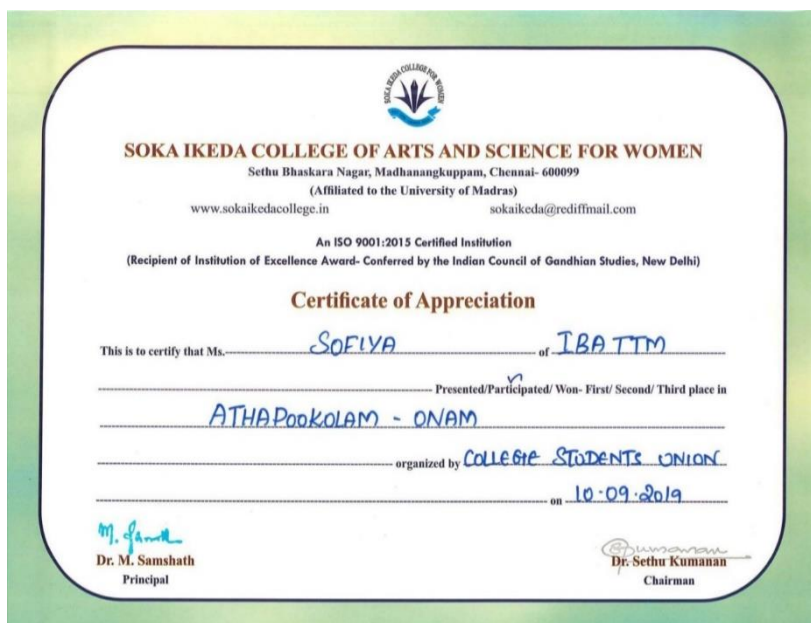 SOKA IKEDA COLLEGE FOR WOMEN
SOKA IKEDA COLLEGE OF ARTS AND SCIENCE FOR WOMEN
Sethu Bhaskara Nagar, Madhanangkuppam, Chennai- 600099
(Affiliated to the University of Madras)
www.sokaikedacollege.in sokaikeda@rediffmail.com
An ISO 9001:2015 Certified Institution
(Recipient of Institution of Excellence Award- Conferred by the Indian Council of Gandhian Studies, New Delhi)
Certificate of Appreciation
This is to certify that Ms. SOFIYA of IBA TTM
Presented/Participated/ Won- First/ Second/ Third place in
ATHAPOOKOLAM - ONAM
organized by COLLEGE STUDENTS UNION
on 10.09.2019
Dr. M. Samshath Dr. Sethu Kumanan
Principal Chairman